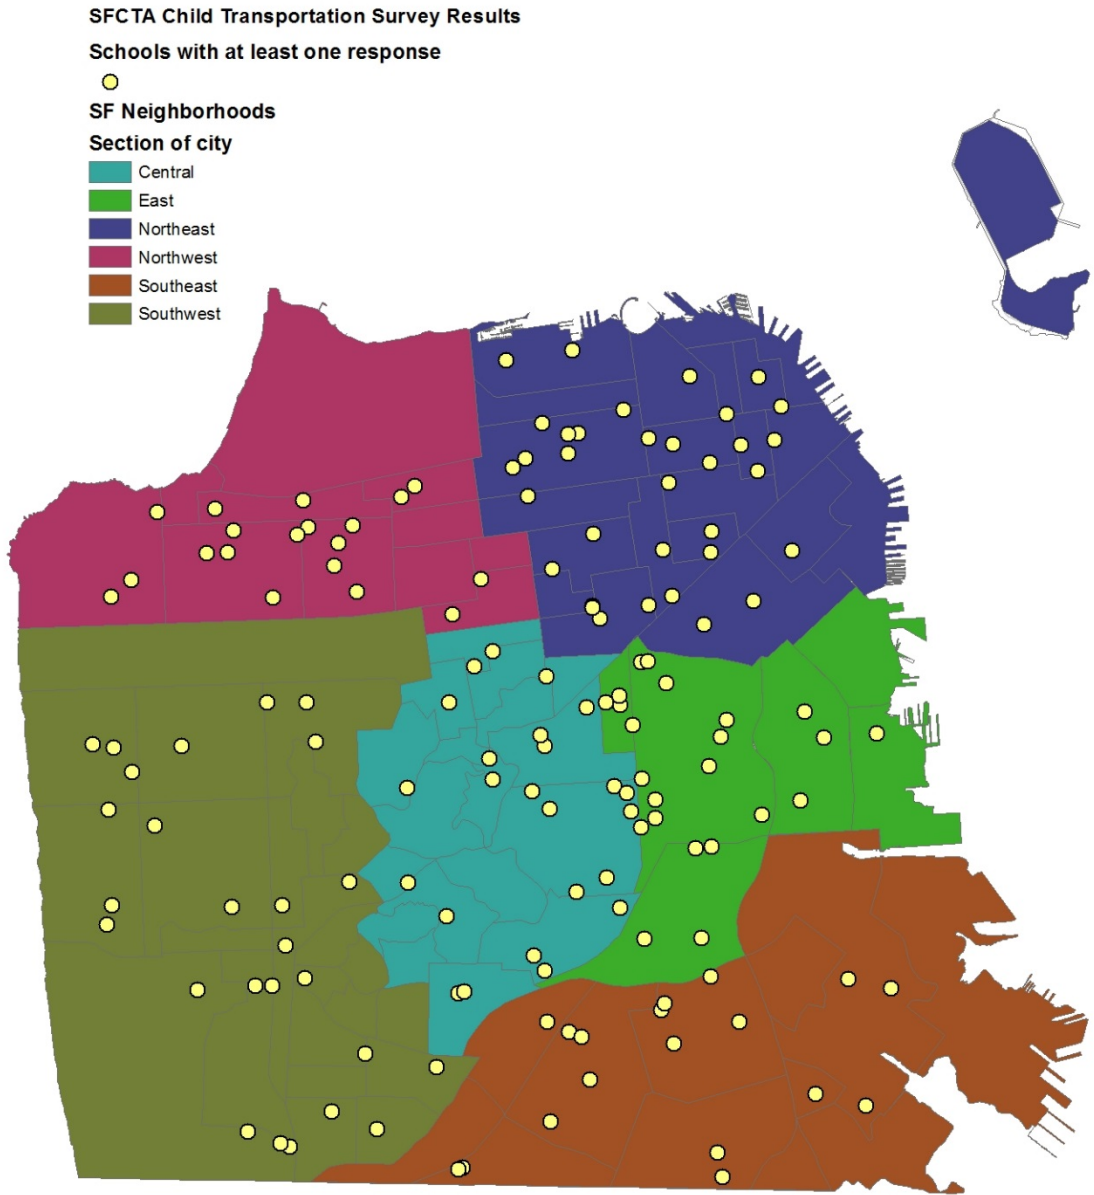 SFCTA Child Transportation Survey Results
Schools with at least one response
SF Neighborhoods
Section of city
Central
East
Northeast
Northwest
Southeast
Southwest